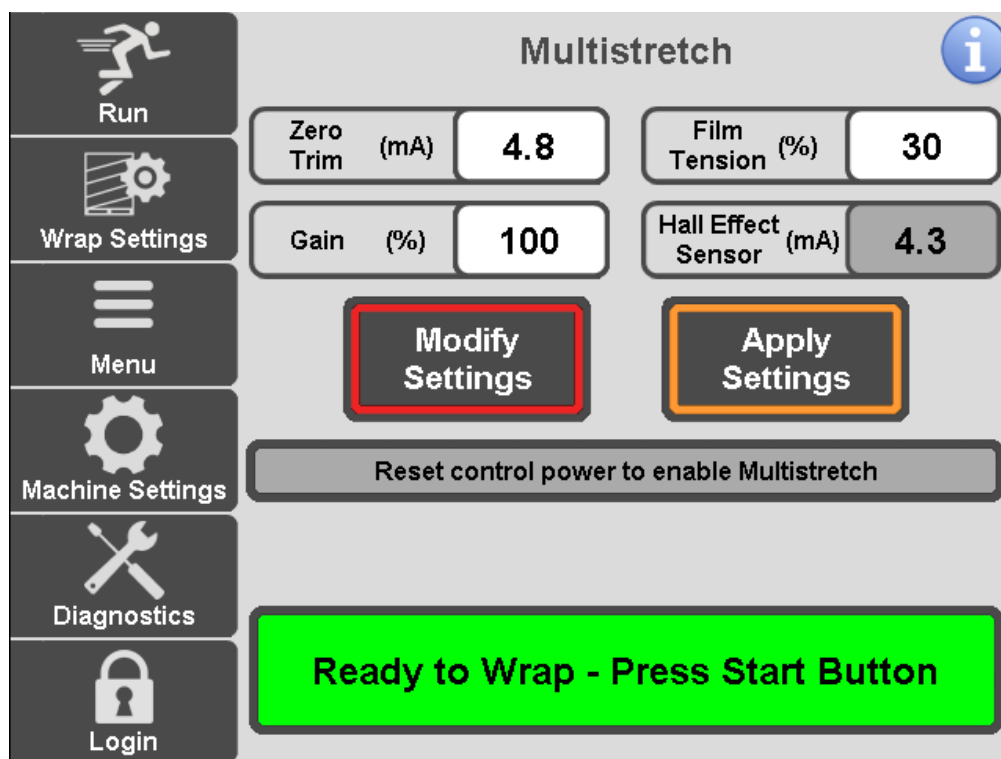 Run
Wrap Settings
Menu
Machine Settings
Diagnostics
Login
Multistretch
i
Zero
Trim
(mA)
4.8
Film
Tension
(%)
30
Gain
(%)
100
Hall Effect
Sensor
(mA)
4.3
Modify
Settings
Apply
Settings
Reset control power to enable Multistretch
Ready to Wrap - Press Start Button